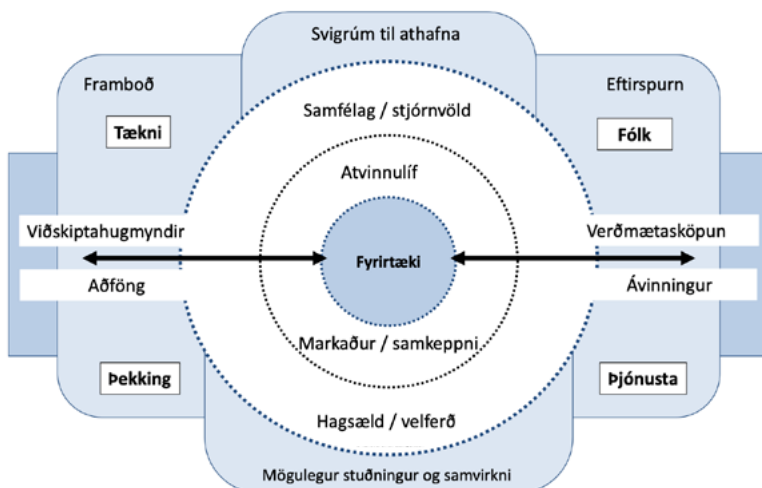 Svigrúm til athafna
Framboð
Eftirspurn
Samfélag / stjórnvöld
Tækni
Fólk
Atvinnulíf
Viðskiptahugmyndir
Verðmætasköpun
Fyrirtæki
Aðföng
Ávinningur
Markaður / samkeppni
Þekking
Þjónusta
Hagsæld / velferð
Mögulegur stuðningur og samvirkni